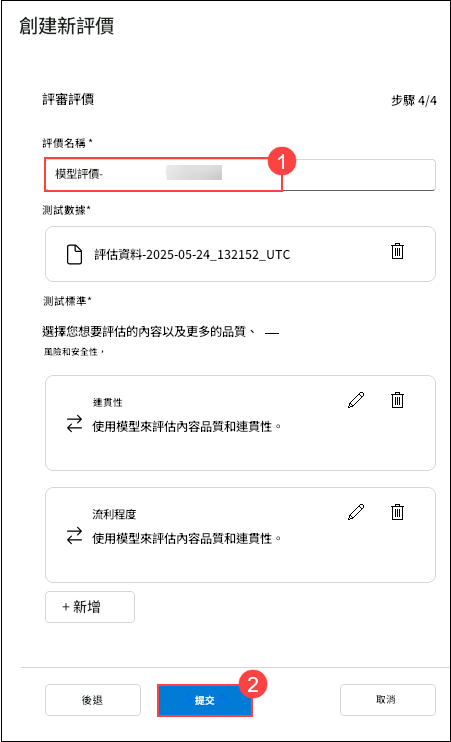 創建新評價
評審評價
步驟 4/4
評價名稱 *
1
模型評價-
測試數據*
評估資料-2025-05-24_132152_UTC
測試標準*
選擇您想要評估的內容以及更多的品質、 —
風險和安全性，
連貫性
使用模型來評估內容品質和連貫性。
流利程度
使用模型來評估內容品質和連貫性。
+ 新增
2
後退
提交
取消